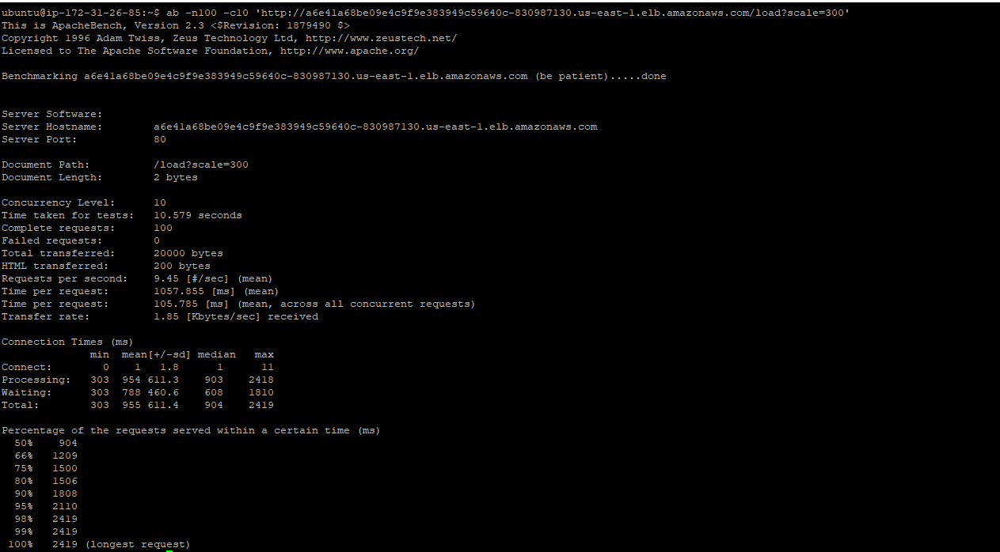 ubuntu@ip-172-31-26-85:~$ ab -n100 -c10 'http://a6e41a68be09e4c9f9e383949c59640c-830987130.us-east-1.elb.amazonaws.com/load?scale=300'
This is ApacheBench, Version 2.3 <$Revision: 1879490 $>
Copyright 1996 Adam Twiss, Zeus Technology Ltd, http://www.zeustech.net/
Licensed to The Apache Software Foundation, http://www.apache.org/

Benchmarking a6e41a68be09e4c9f9e383949c59640c-830987130.us-east-1.elb.amazonaws.com (be patient).....done


Server Software:
Server Hostname:        a6e41a68be09e4c9f9e383949c59640c-830987130.us-east-1.elb.amazonaws.com
Server Port:            80

Document Path:          /load?scale=300
Document Length:        2 bytes

Concurrency Level:      10
Time taken for tests:   10.579 seconds
Complete requests:      100
Failed requests:        0
Total transferred:      20000 bytes
HTML transferred:       200 bytes
Requests per second:    9.45 [#/sec] (mean)
Time per request:       1057.855 [ms] (mean)
Time per request:       105.785 [ms] (mean, across all concurrent requests)
Transfer rate:          1.85 [Kbytes/sec] received

Connection Times (ms)
              min  mean[+/-sd] median   max
Connect:        0    1   1.8      1      11
Processing:   303  954 611.3    903    2418
Waiting:      303  788 460.6    608    1810
Total:        303  955 611.4    904    2419

Percentage of the requests served within a certain time (ms)
  50%    904
  66%   1209
  75%   1500
  80%   1506
  90%   1808
  95%   2110
  98%   2419
  99%   2419
 100%   2419 (longest request)